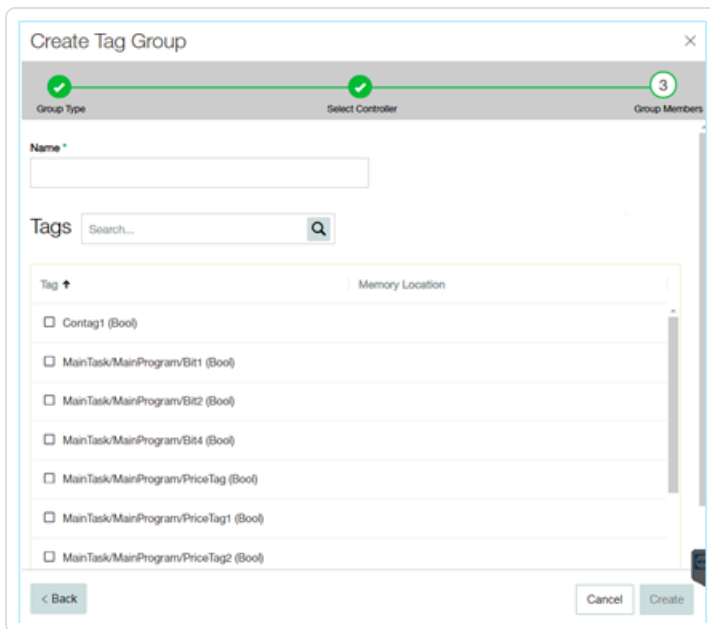 Create Tag Group
3
Group Type Select Controller Group Members
Name *
Tags Search...
Tag Memory Location
Contag1 (Bool)
MainTask/MainProgram/Bit1 (Bool)
MainTask/MainProgram/Bit2 (Bool)
MainTask/MainProgram/Bit4 (Bool)
MainTask/MainProgram/PriceTag (Bool)
MainTask/MainProgram/PriceTag1 (Bool)
MainTask/MainProgram/PriceTag2 (Bool)
< Back Cancel Create